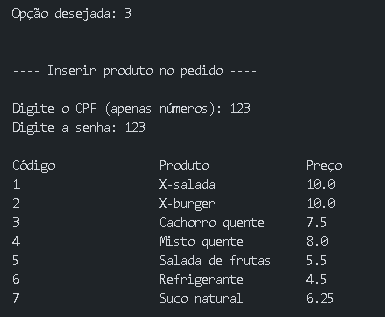 Opção desejada: 3
---- Inserir produto no pedido ----
Digite o CPF (apenas números): 123
Digite a senha: 123
Código Produto Preço
1 X-salada 10.0
2 X-burger 10.0
3 Cachorro quente 7.5
4 Misto quente 8.0
5 Salada de frutas 5.5
6 Refrigerante 4.5
7 Suco natural 6.25